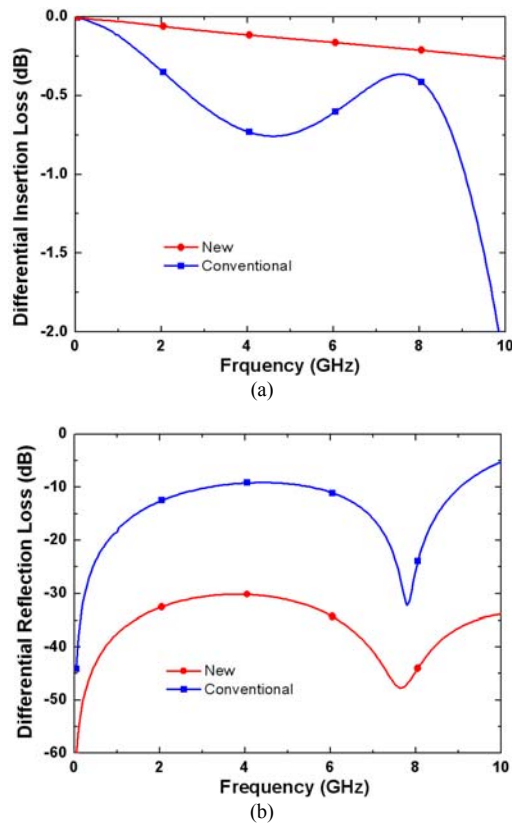 Differential Insertion Loss (dB)
0.0
-0.5
-1.0
-1.5
-2.0
New
Conventional
0 2 4 6 8 10
Frquency (GHz)
(a)
Differential Reflection Loss (dB)
0
-10
-20
-30
-40
-50
-60
New
Conventional
0 2 4 6 8 10
Frequency (GHz)
(b)